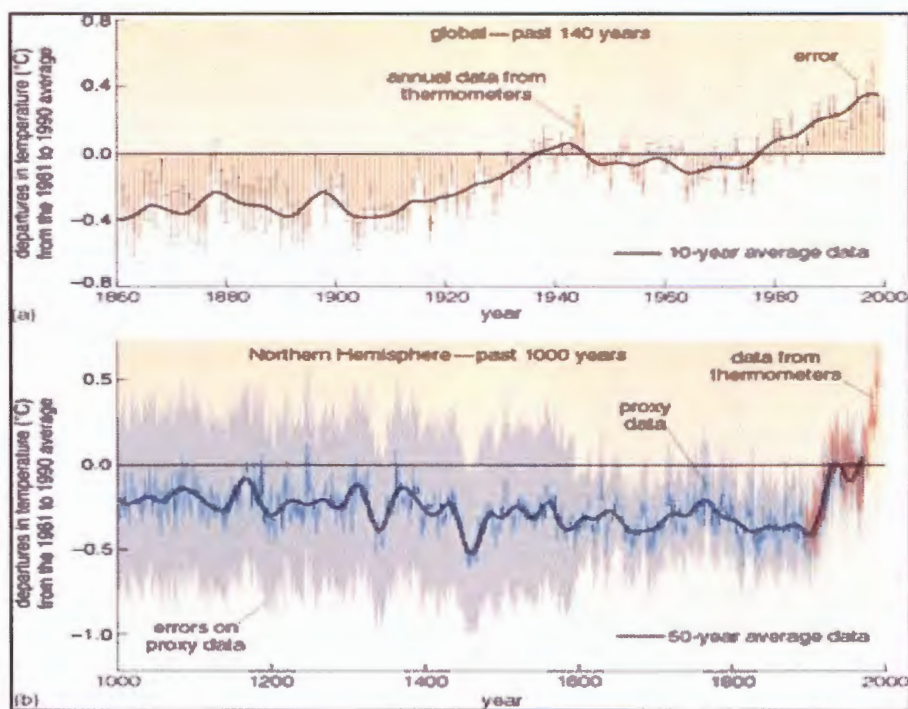 departures in temperature (°C)
from the 1961 to 1990 average
0.8
0.4
0.0
−0.4
−0.8
global—past 140 years
annual data from
thermometers
error
10-year average data
1860
1880
1900
1920
1940
1960
1980
2000
(a)
year
departures in temperature (°C)
from the 1961 to 1990 average
0.5
0.0
−0.5
−1.0
Northern Hemisphere—past 1000 years
data from
thermometers
proxy
data
errors on
proxy data
50-year average data
1000
1200
1400
1600
1800
2000
(b)
year